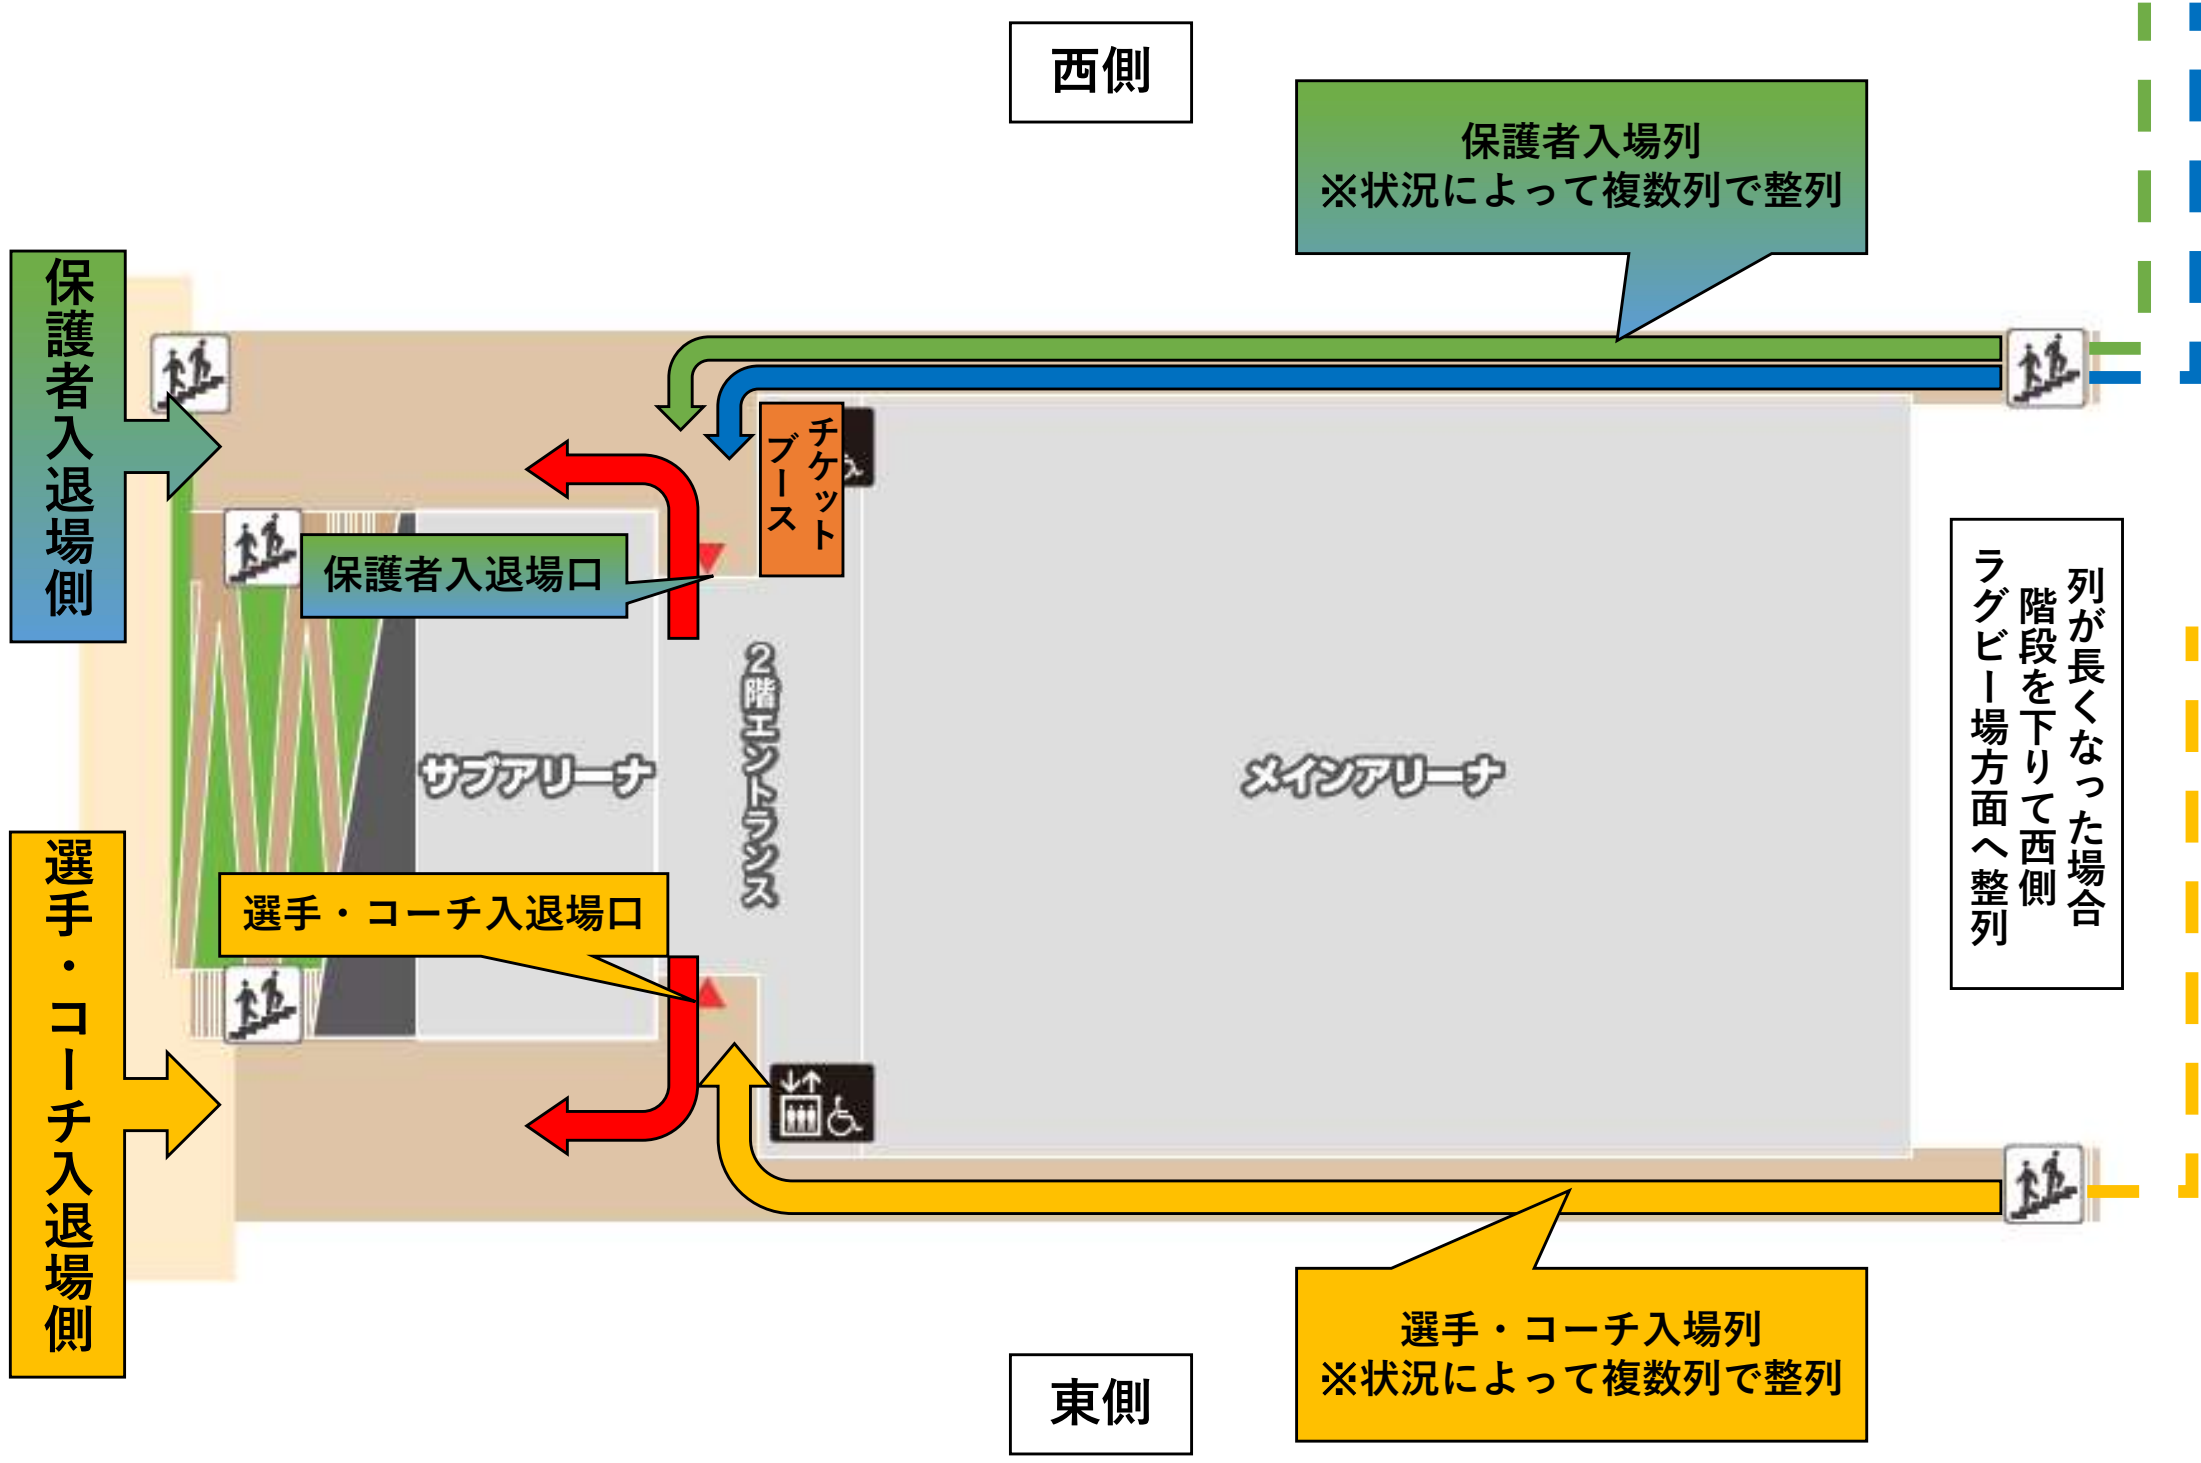 西側
保護者入場列
※状況によって複数列で整列
保護者入退場側
チケット
ブース
保護者入退場口
2階エントランス
サブアリーナ
メインアリーナ
列が長くなった場合
階段を下りて西側
ラグビー場方面へ整列
選手・コーチ入退場口
選手・コーチ入退場側
選手・コーチ入場列
※状況によって複数列で整列
東側